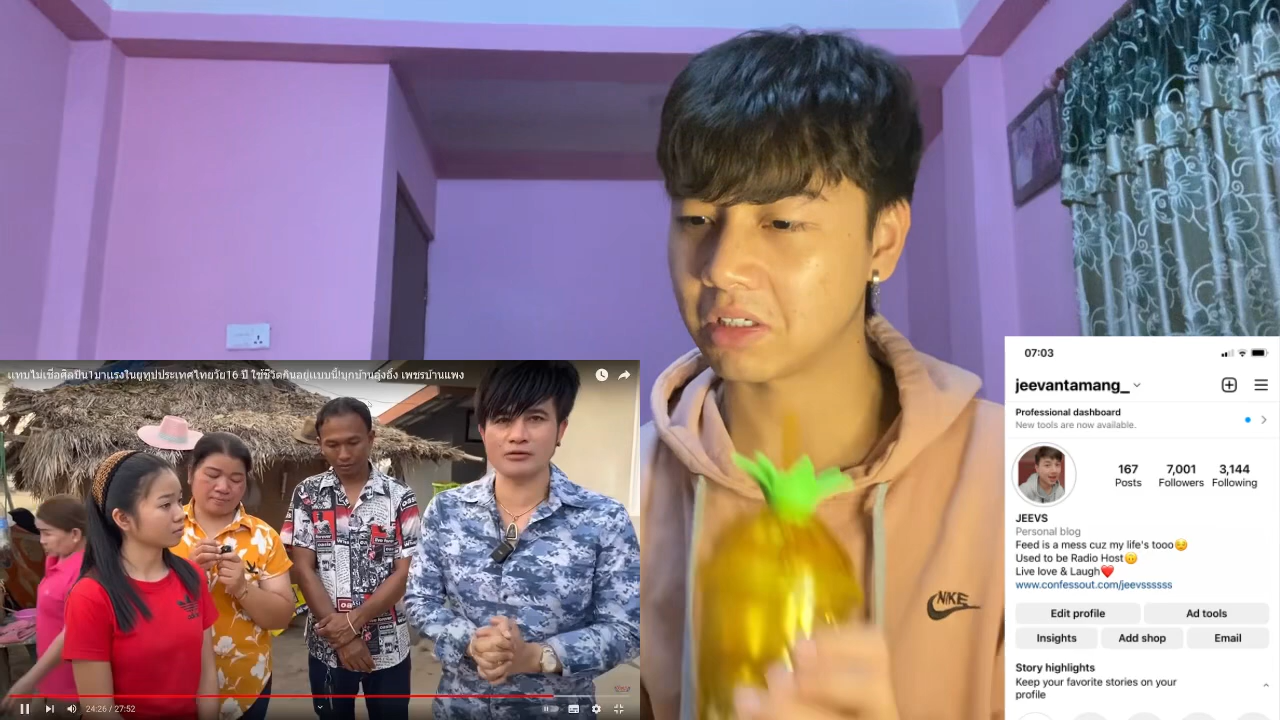 แทบไม่เชื่อศิลปิน1มาแรงในยูทูปประเทศไทยวัย16 ปี ใช้ชีวิตกินอยู่แบบนี้!บุกบ้านอุ๋งอิ๋ง เพชรบ้านแพง
24:26 / 27:52
NIKE
07:03
jeevantamang_
Professional dashboard
New tools are now available.
167 7,001 3,144
Posts Followers Following
JEEVS
Personal blog
Feed is a mess cuz my life's tooo😔
Used to be Radio Host🙃
Live love & Laugh❤️
www.confessout.com/jeevssssss
Edit profile Ad tools
Insights Add shop Email
Story highlights
Keep your favorite stories on your
profile